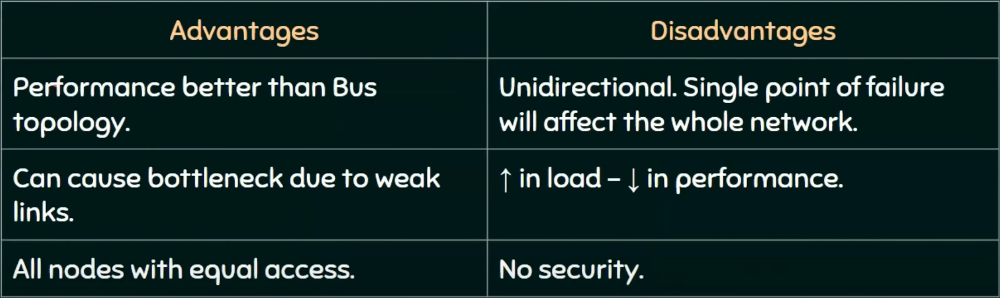 Advantages
Disadvantages
Performance better than Bus
topology.
Unidirectional. Single point of failure
will affect the whole network.
Can cause bottleneck due to weak
links.
↑ in load – ↓ in performance.
All nodes with equal access.
No security.